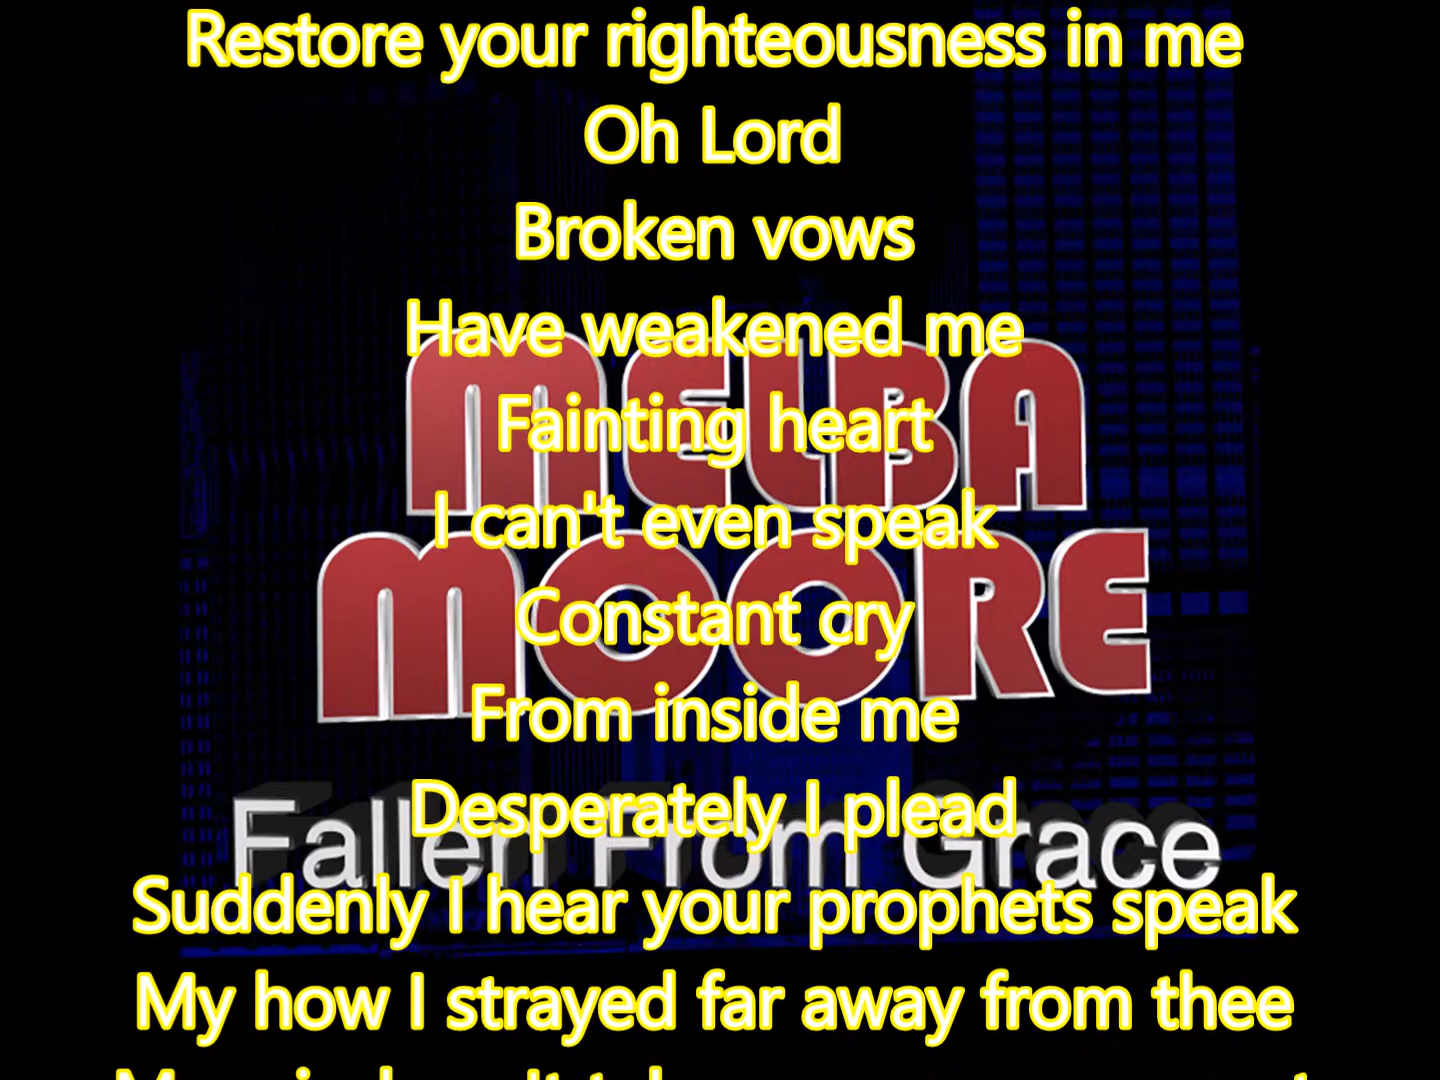 Restore your righteousness in me
Oh Lord
Broken vows
Have weakened me
MELBA
Fainting heart
I can't even speak
MOORE
Constant cry
From inside me
Desperately I plead
Fallen From Grace
Suddenly I hear your prophets speak
My how I strayed far away from thee